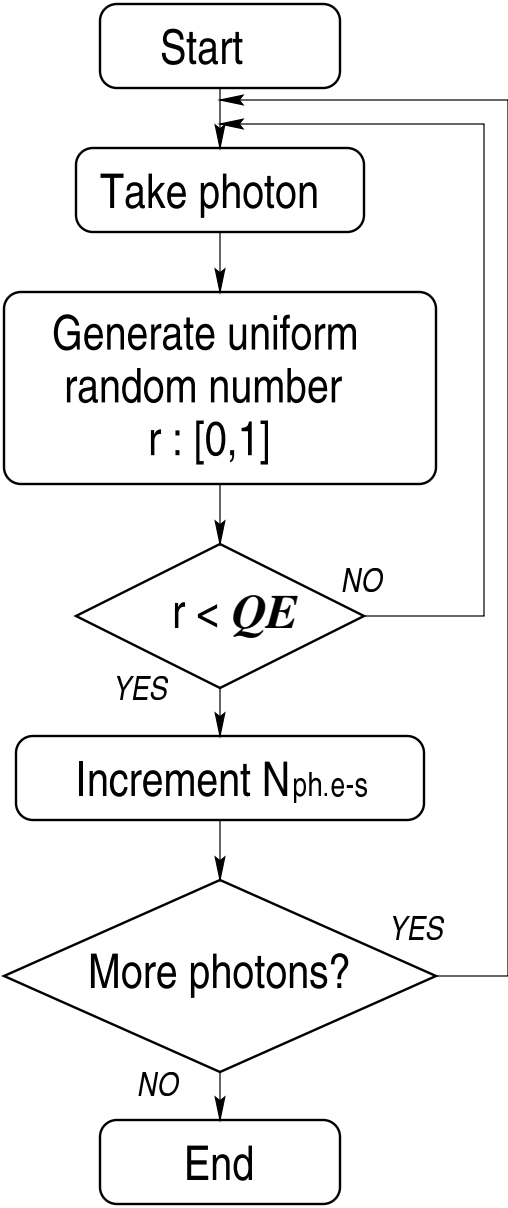 Start
Take photon
Generate uniform
random number
r : [0,1]
NO
r < QE
YES
Increment Nph.e-s
YES
More photons?
NO
End